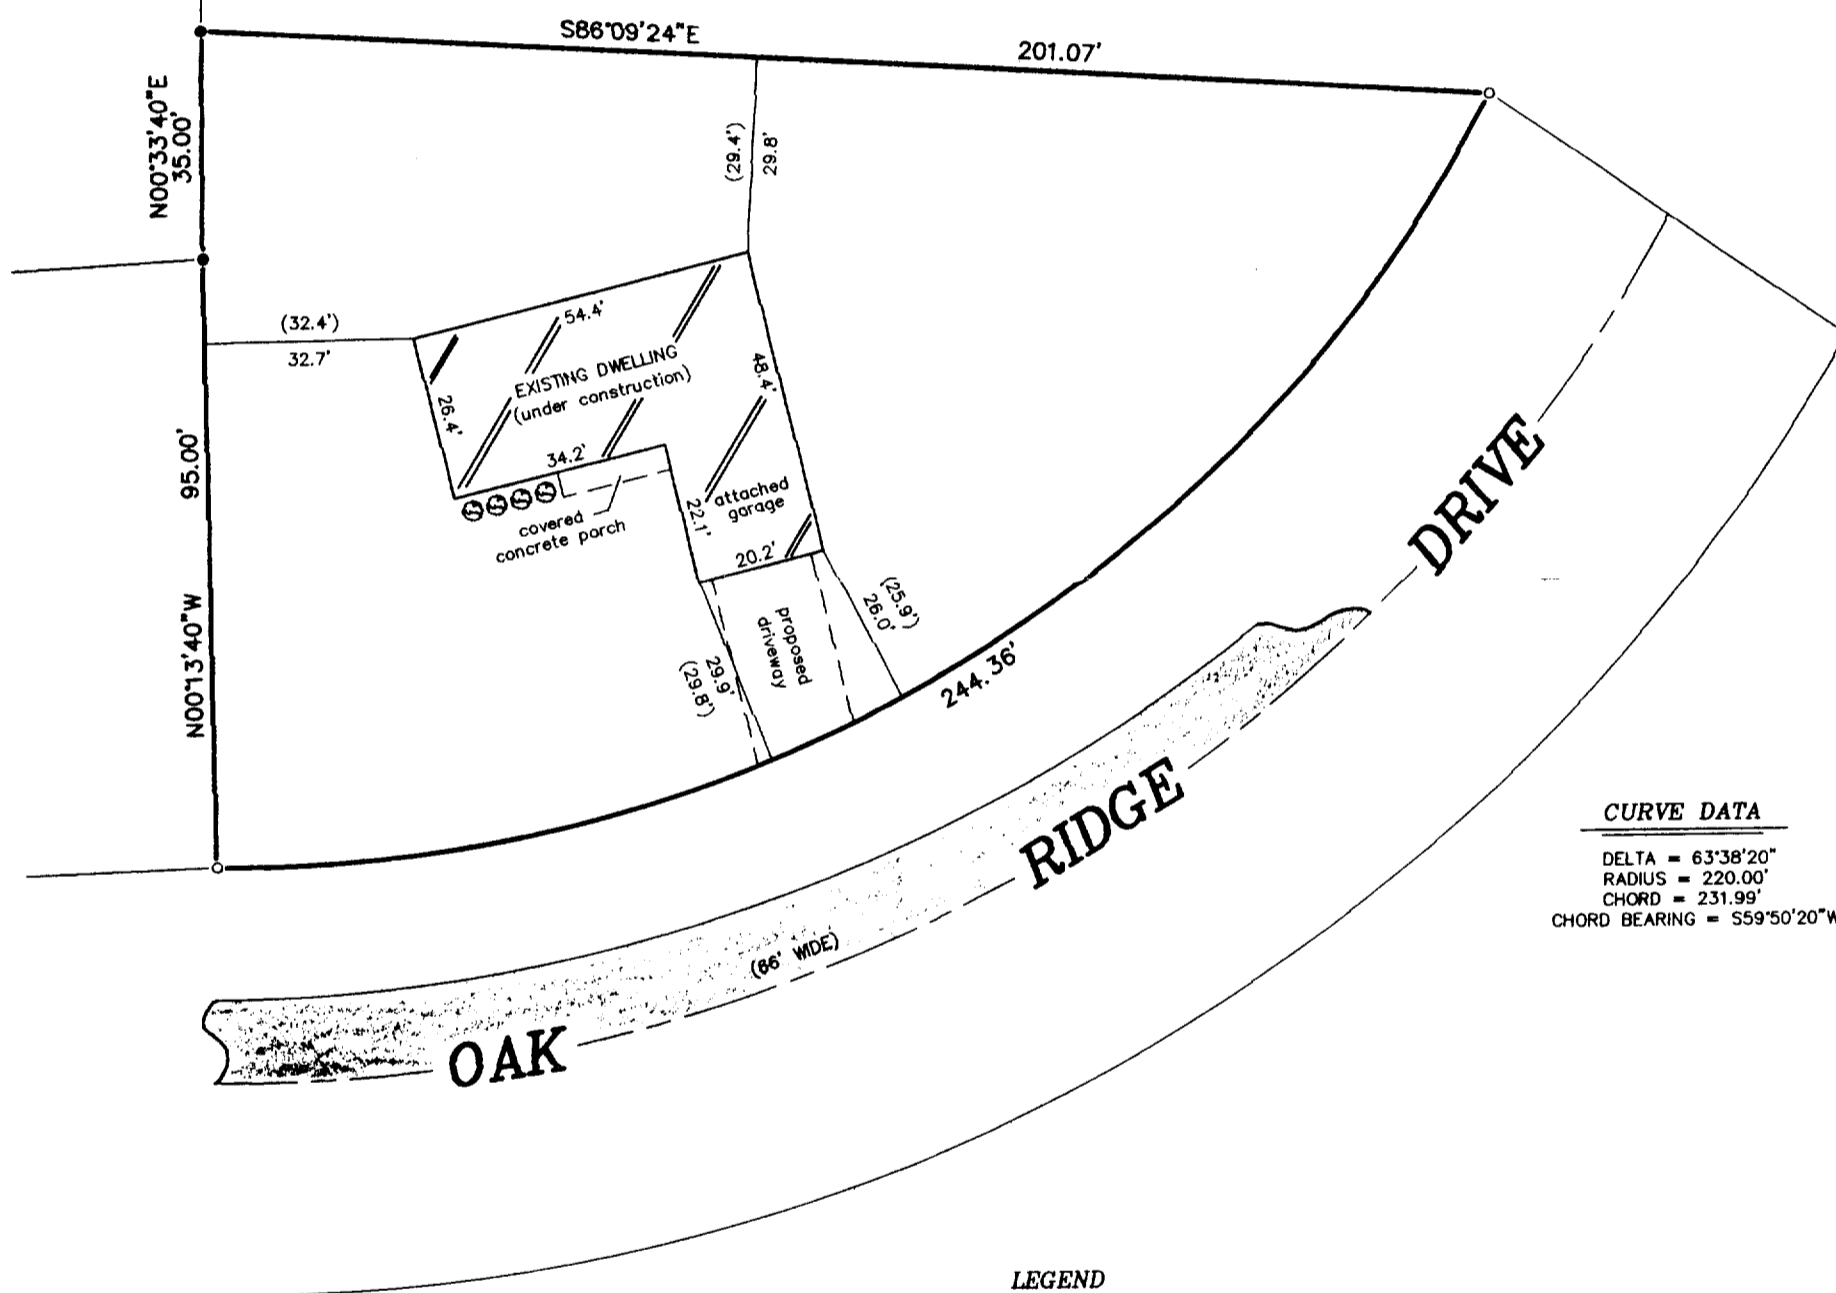 S86°09'24"E
201.07'
N00°33'40"E
35.00'
(29.4')
29.8'
(32.4')
32.7'
54.4'
EXISTING DWELLING
(under construction)
48.4'
26.4'
34.2'
95.00'
N00°13'40"W
covered
concrete porch
22.1'
attached
garage
20.2'
proposed
driveway
(25.9')
26.0'
29.9'
(29.8')
244.36'
OAK RIDGE DRIVE
(66' WIDE)
CURVE DATA
DELTA = 63°38'20"
RADIUS = 220.00'
CHORD = 231.99'
CHORD BEARING = S59°50'20"W
LEGEND